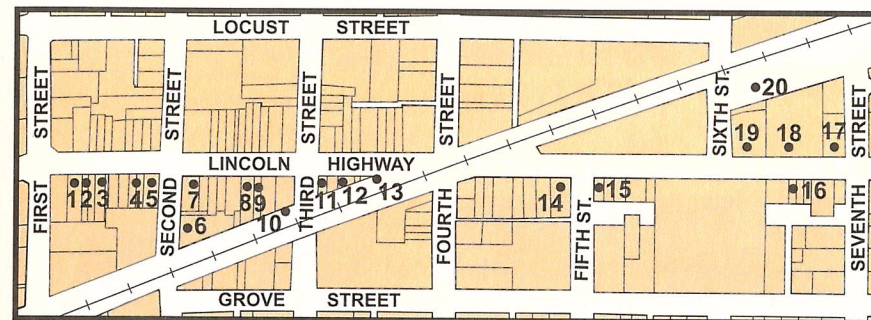 LOCUST STREET
FIRST STREET
SECOND STREET
THIRD STREET
FOURTH STREET
SIXTH ST.
SEVENTH STREET
20
19 18 17
LINCOLN HIGHWAY
1 2 3 4 5
7
8 9
11 12 13
14
15
16
6
10
FIFTH ST.
GROVE STREET